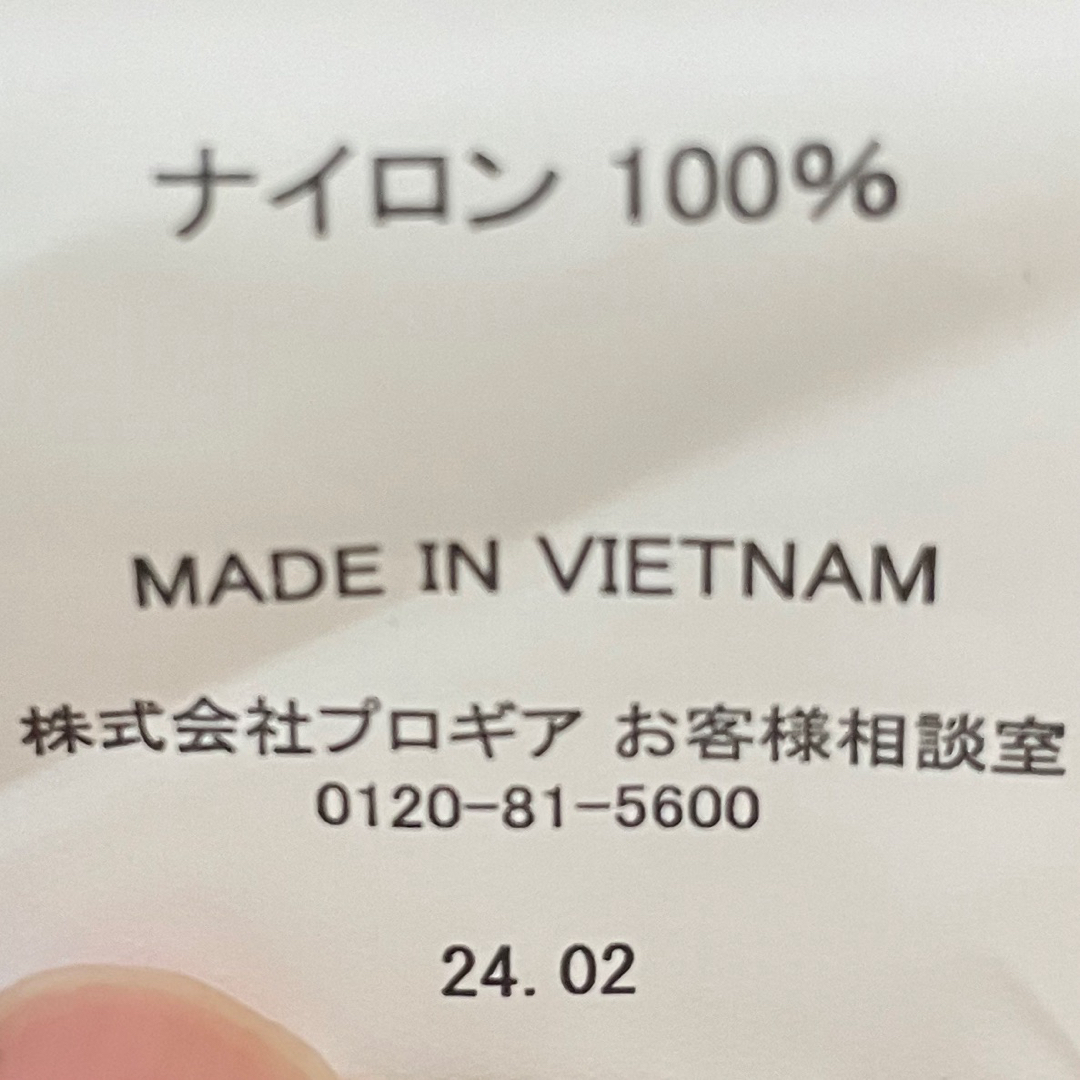 ナイロン 100%
MADE IN VIETNAM
株式会社プロギア お客様相談室
0120-81-5600
24.02